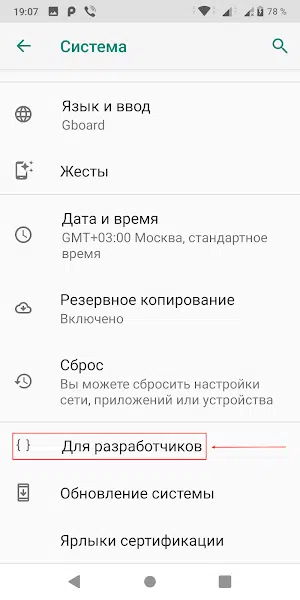 19:07 78 %
Система
Язык и ввод
Gboard
Жесты
Дата и время
GMT+03:00 Москва, стандартное
время
Резервное копирование
Включено
Сброс
Вы можете сбросить настройки
сети, приложений или устройства
{ } Для разработчиков
Обновление системы
Ярлыки сертификации